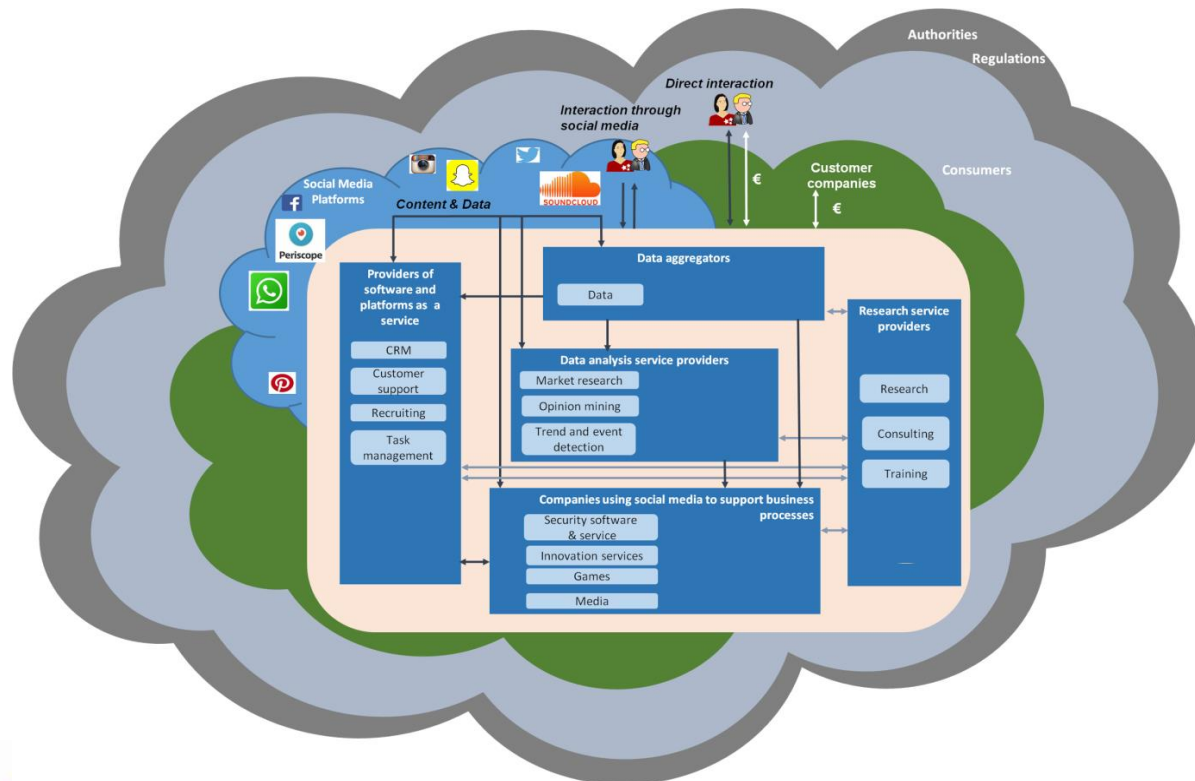 Authorities
Regulations
Direct interaction
Interaction through
social media
Customer
companies
Consumers
€
€
Social Media
Platforms
f
SOUNDCLOUD
Content & Data
Periscope
Providers of
software and
platforms as a
service
CRM
Customer
support
Recruiting
Task
management
Data aggregators
Data
Data analysis service providers
Market research
Opinion mining
Trend and event
detection
Research service
providers
Research
Consulting
Training
Companies using social media to support business
processes
Security software
& service
Innovation services
Games
Media